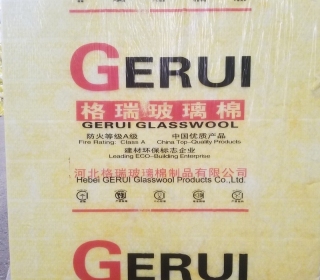 GERUI
格瑞玻璃棉
GERUI GLASSWOOL
防火等级A级 中国优质产品
Fire Rating: Class A China Top-Quality Products
建材环保标志企业
Leading ECO-Building Enterprise
河北格瑞玻璃棉制品有限公司
Hebei GERUI Glasswool Products Co.,Ltd.
GERUI